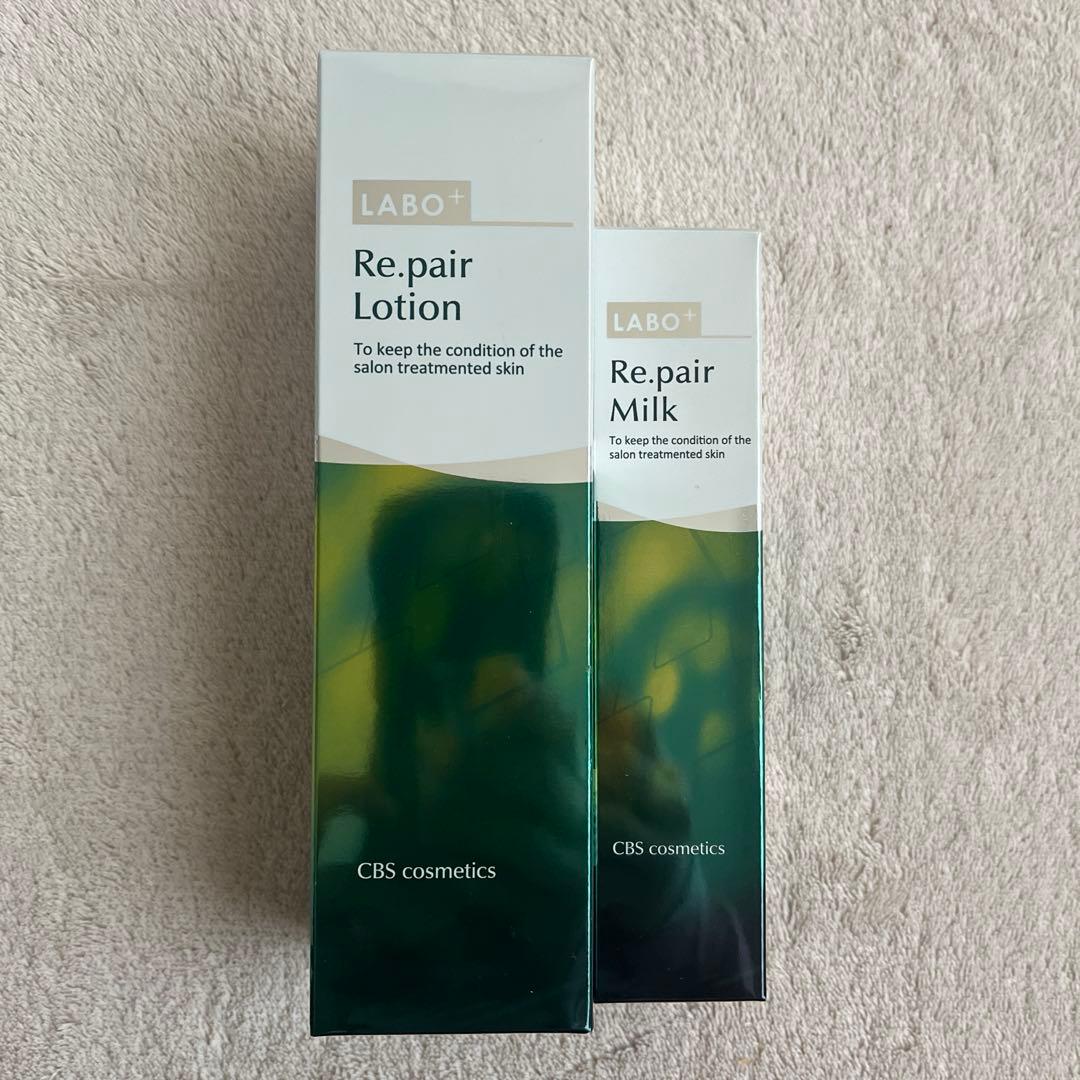 LABO+
Re.pair
Lotion
To keep the condition of the
salon treatmented skin
CBS cosmetics
LABO+
Re.pair
Milk
To keep the condition of the
salon treatmented skin
CBS cosmetics